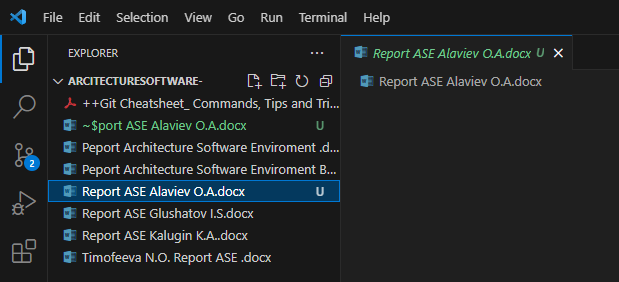 File Edit Selection View Go Run Terminal Help
EXPLORER ...
Report ASE Alaviev O.A.docx U
ARCITECTURESOFTWARE-
Report ASE Alaviev O.A.docx
++Git Cheatsheet_ Commands, Tips and Tri...
~$port ASE Alaviev O.A.docx U
Peport Architecture Software Enviroment .d...
Peport Architecture Software Enviroment B...
Report ASE Alaviev O.A.docx U
Report ASE Glushatov I.S.docx
Report ASE Kalugin K.A..docx
Timofeeva N.O. Report ASE .docx
2